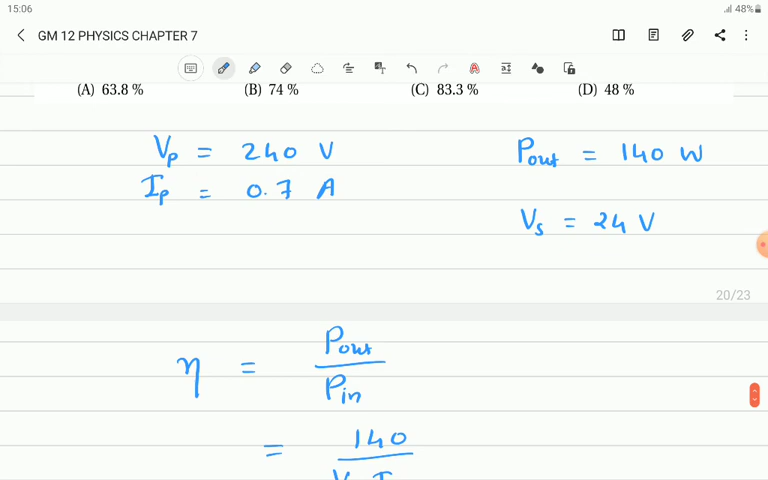 15:06 48%
GM 12 PHYSICS CHAPTER 7
(A) 63.8 % (B) 74 % (C) 83.3 % (D) 48 %
Vp = 240 V Pout = 140 W
Ip = 0.7 A
Vs = 24 V
20/23
η = Pout / Pin
= 140